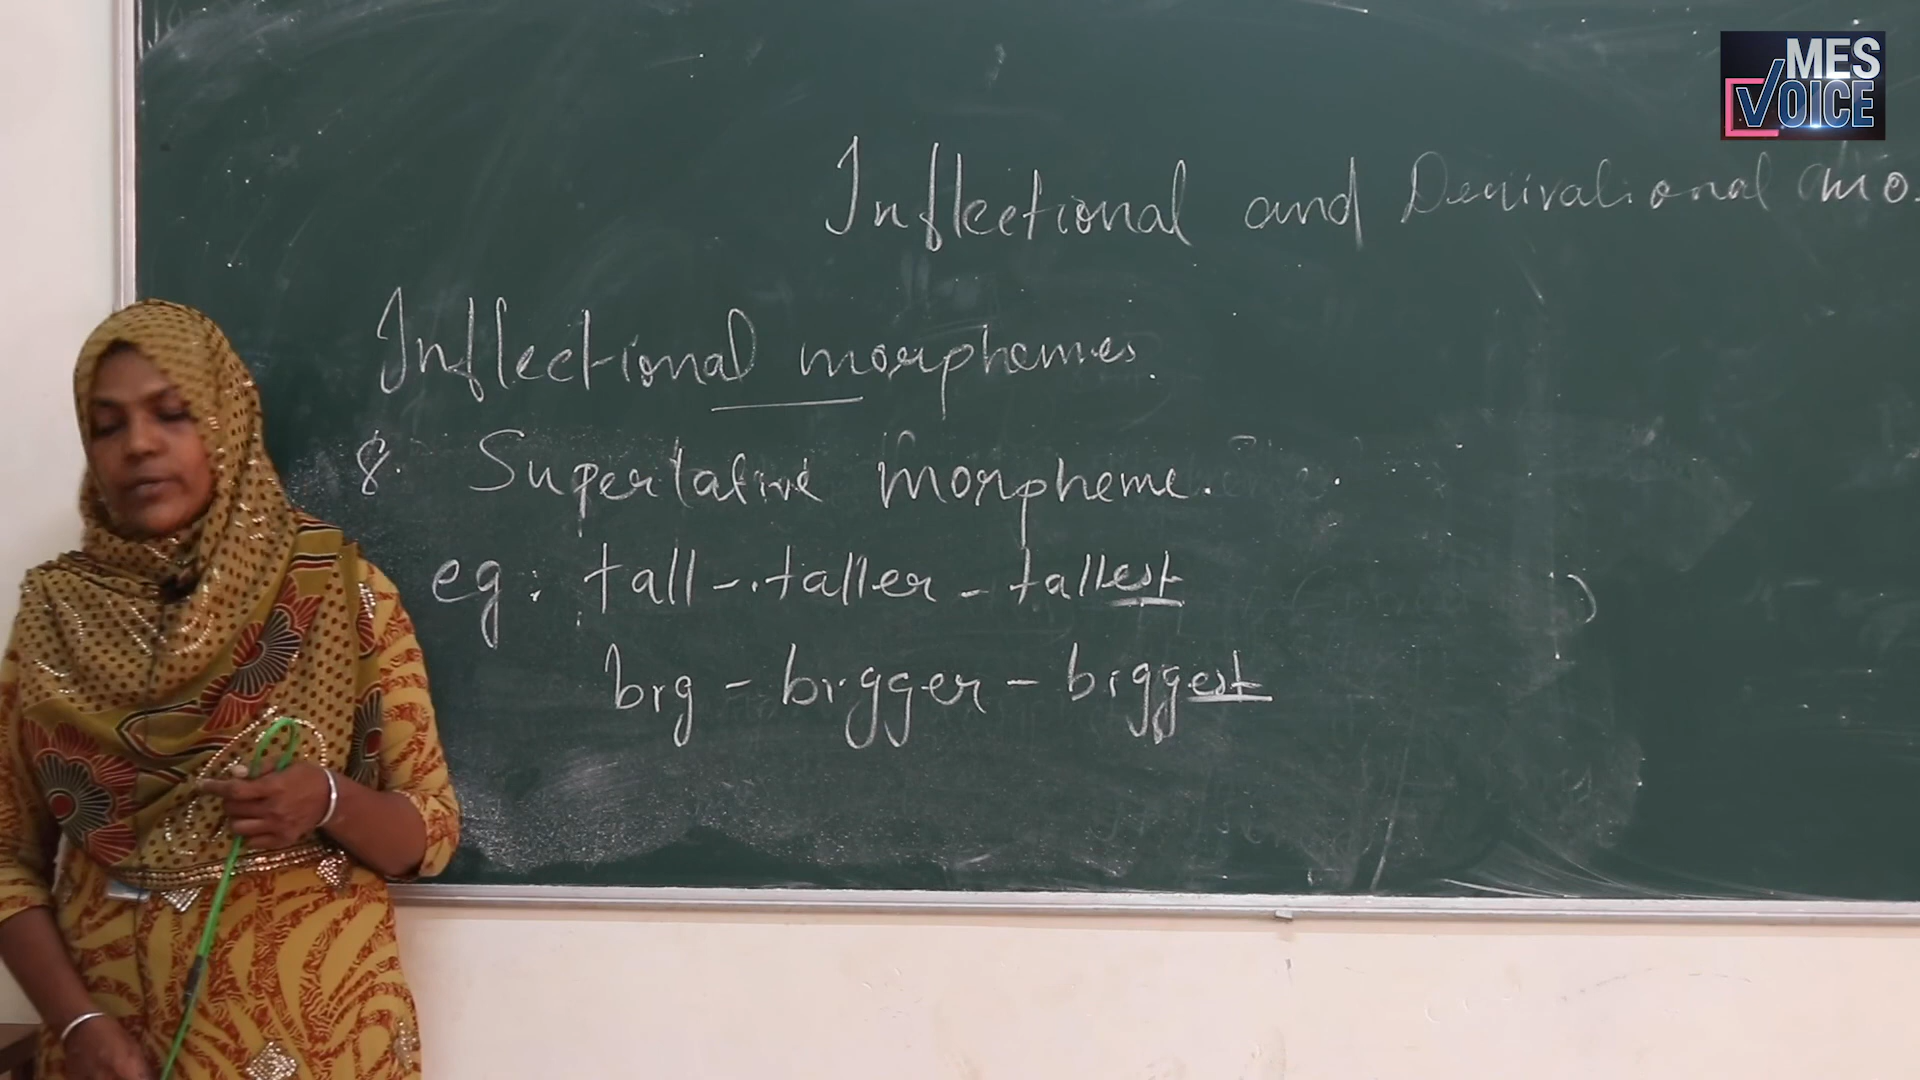 MES
VOICE
Inflectional and Derivational mo
Inflectional morphemes.
8. Superlative morpheme.
eg: tall - taller - tallest
big - bigger - biggest